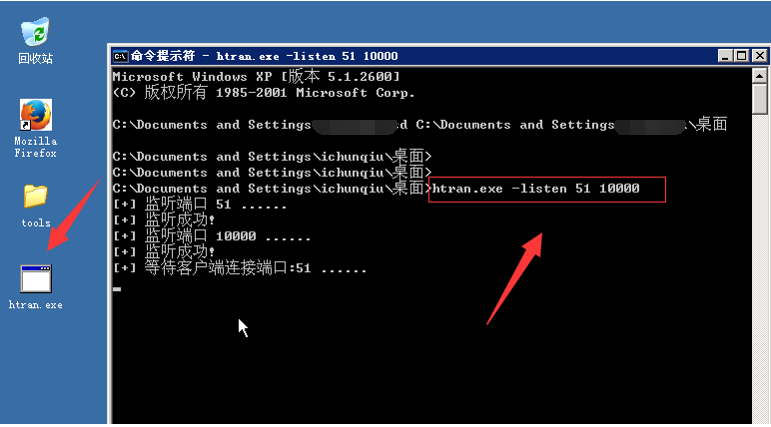 回收站
Mozilla
Firefox
tools
htran.exe
命令提示符 - htran.exe -listen 51 10000
Microsoft Windows XP [版本 5.1.2600]
(C) 版权所有 1985-2001 Microsoft Corp.
C:\Documents and Settings d C:\Documents and Settings \桌面
C:\Documents and Settings\ichunqiu\桌面>
C:\Documents and Settings\ichunqiu\桌面>
C:\Documents and Settings\ichunqiu\桌面>htran.exe -listen 51 10000
[+] 监听端口 51 ......
[+] 监听成功!
[+] 监听端口 10000 ......
[+] 监听成功!
[+] 等待客户端连接端口:51 ......